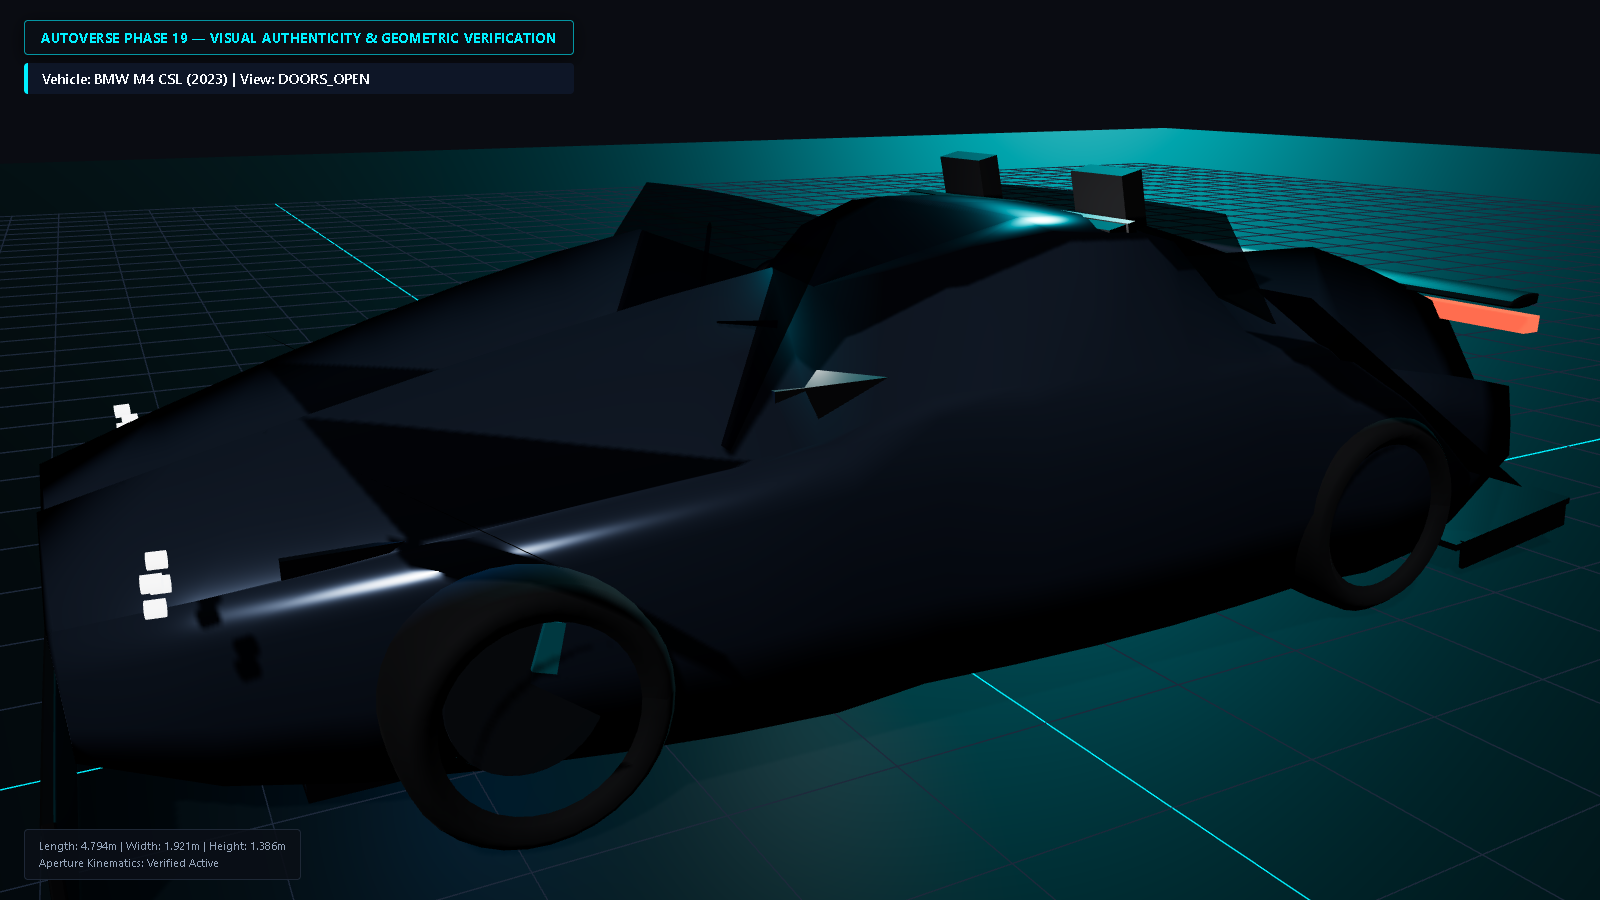 AUTOVERSE PHASE 19 — VISUAL AUTHENTICITY & GEOMETRIC VERIFICATION
Vehicle: BMW M4 CSL (2023) | View: DOORS_OPEN
Length: 4.794m | Width: 1.921m | Height: 1.386m
Aperture Kinematics: Verified Active